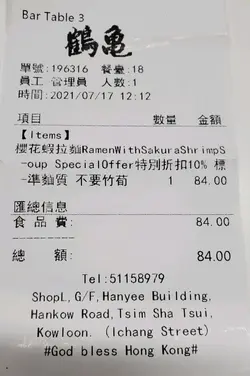 Bar Table 3
鶴亀
單號:196316 餐臺:18
員工 管理員 人數:1
時間:2021/07/17 12:12
項目 數量 金額
【Items】
櫻花蝦拉麵RamenWithSakuraShrimpS
-oup SpecialOffer特別折扣10% 標
-準麵質 不要竹荀 1 84.00
匯總信息
食 品 費: 84.00
總 額: 84.00
Tel:51158979
ShopL,G/F,Hanyee Building,
Hankow Road,Tsim Sha Tsui,
Kowloon. (Ichang Street)
#God bless Hong Kong#